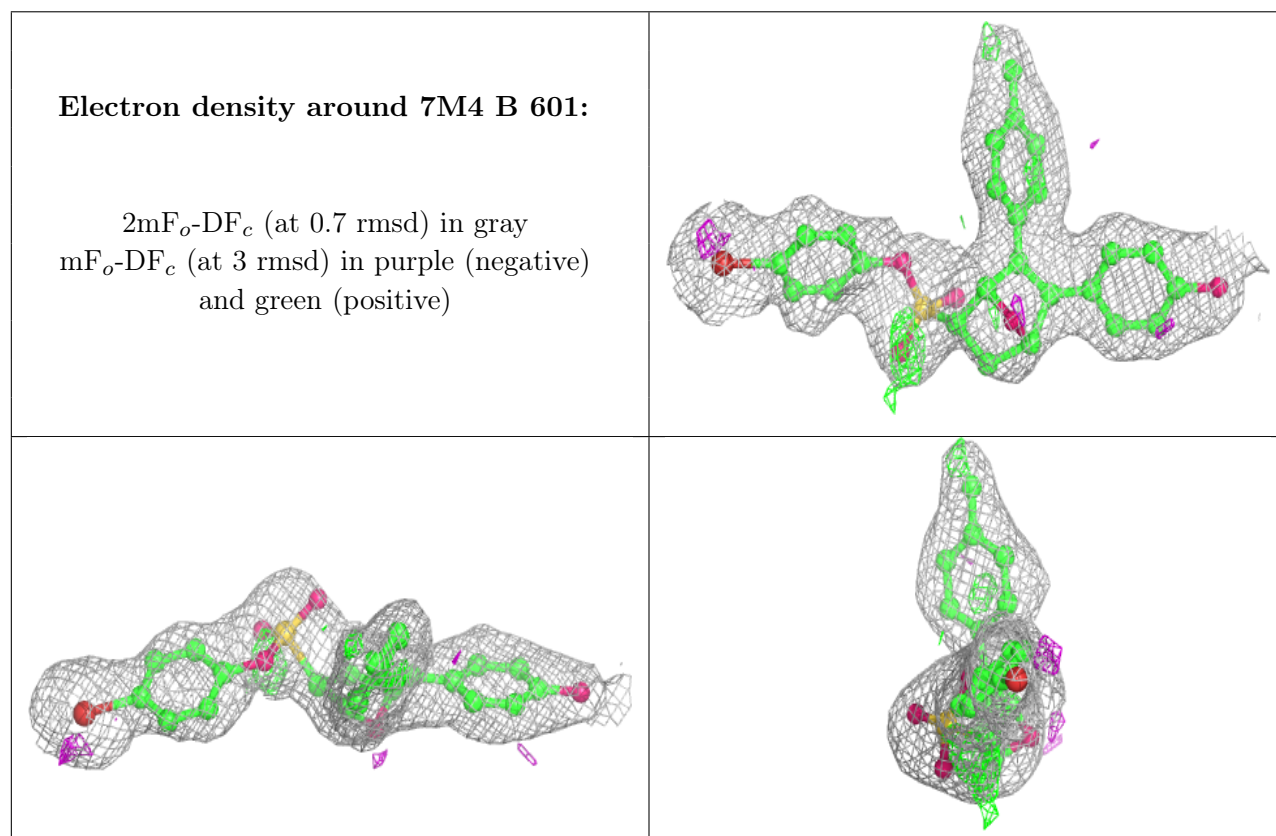 Electron density around 7M4 B 601:
2mFo-DFc (at 0.7 rmsd) in gray
mFo-DFc (at 3 rmsd) in purple (negative)
and green (positive)